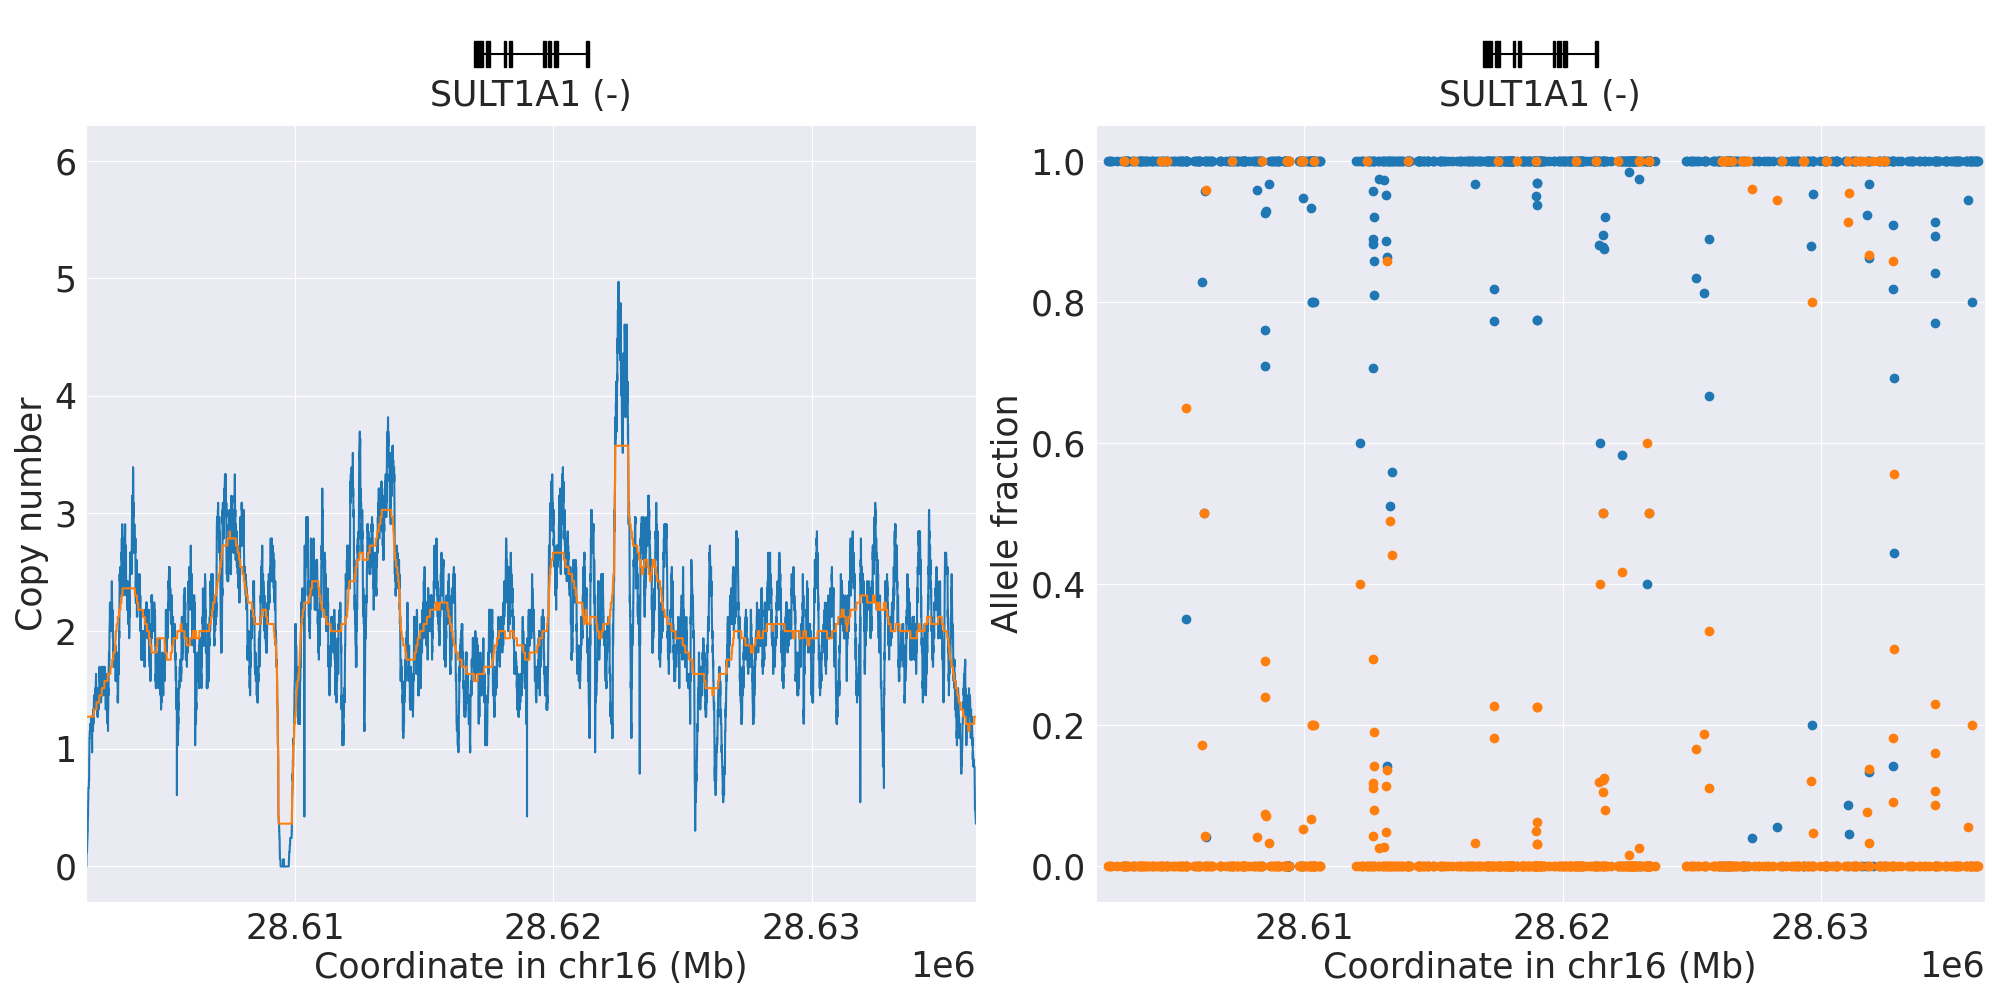 SULT1A1 (-)
6
5
4
3
2
1
0
Copy number
28.61
28.62
28.63
Coordinate in chr16 (Mb)
1e6
SULT1A1 (-)
1.0
0.8
0.6
0.4
0.2
0.0
Allele fraction
28.61
28.62
28.63
Coordinate in chr16 (Mb)
1e6